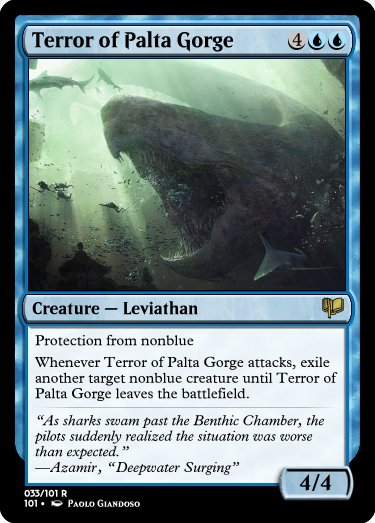 Terror of Palta Gorge 4
Creature — Leviathan
Protection from nonblue
Whenever Terror of Palta Gorge attacks, exile
another target nonblue creature until Terror of
Palta Gorge leaves the battlefield.
“As sharks swam past the Benthic Chamber, the
pilots suddenly realized the situation was worse
than expected.”
—Azamir, “Deepwater Surging”
4/4
033/101 R
101 • Paolo Giandoso